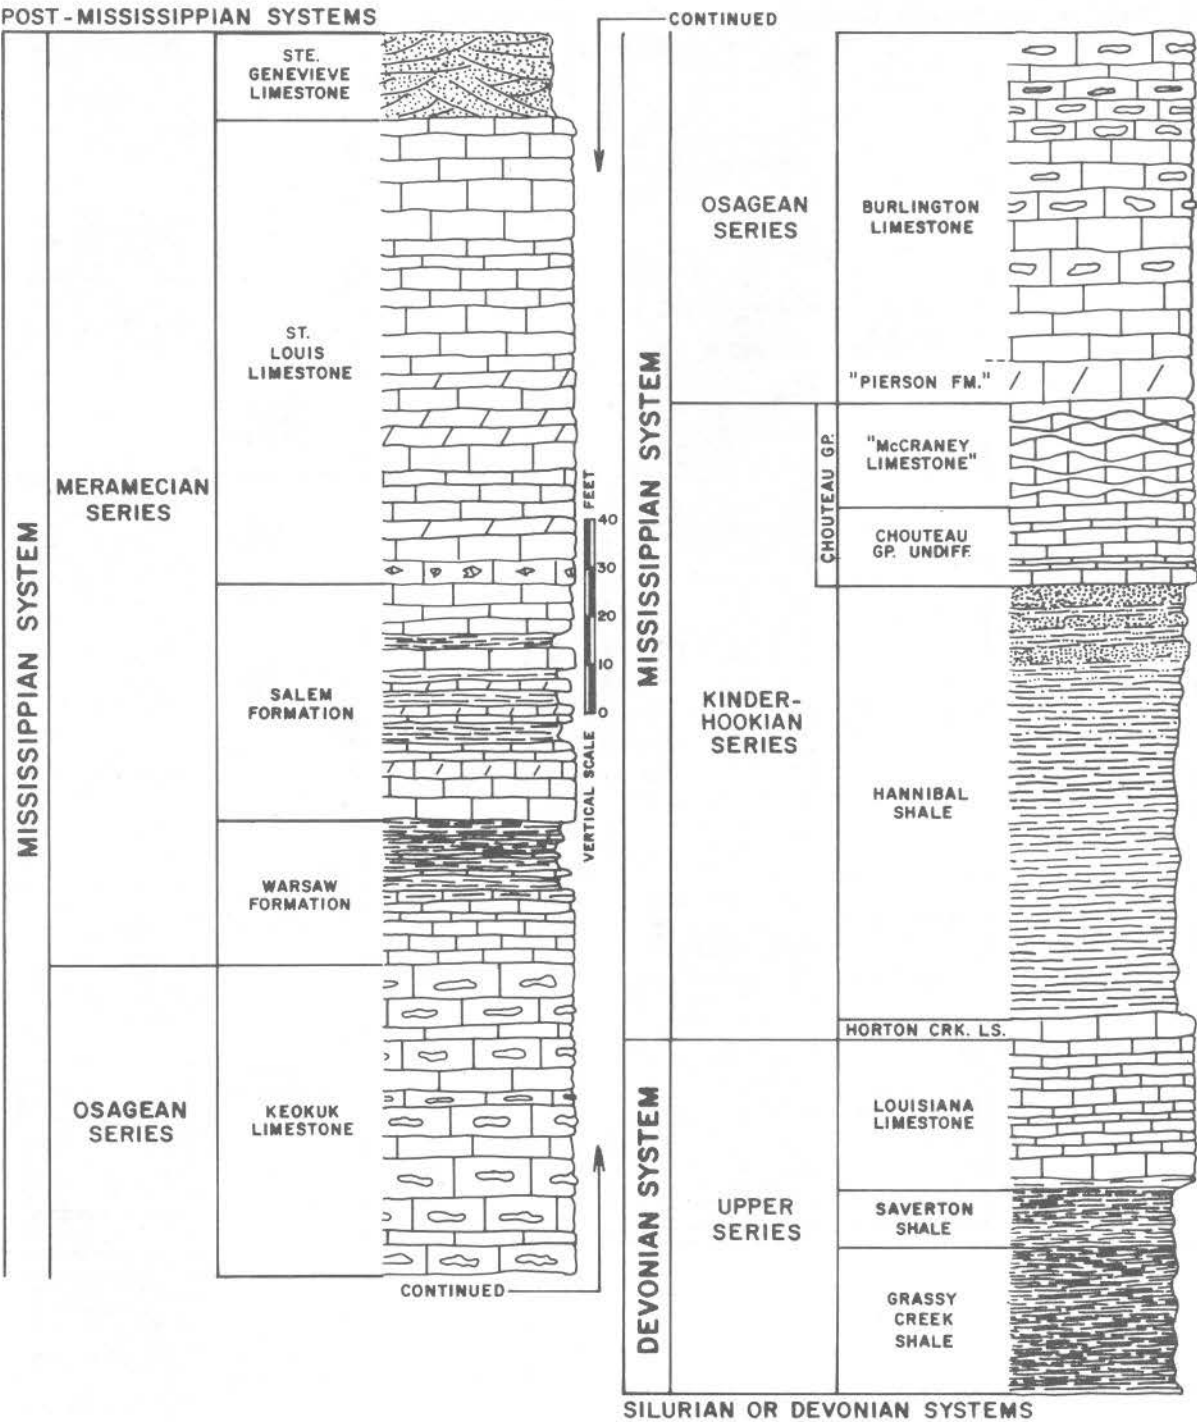 POST-MISSISSIPPIAN SYSTEMS
MISSISSIPPIAN SYSTEM
MERAMECIAN
SERIES
STE.
GENEVIEVE
LIMESTONE
ST.
LOUIS
LIMESTONE
SALEM
FORMATION
WARSAW
FORMATION
OSAGEAN
SERIES
KEOKUK
LIMESTONE
CONTINUED
FEET
40
30
20
10
0
VERTICAL SCALE
CONTINUED
MISSISSIPPIAN SYSTEM
OSAGEAN
SERIES
BURLINGTON
LIMESTONE
"PIERSON FM."
KINDER-
HOOKIAN
SERIES
CHOUTEAU GP.
"McCRANEY
LIMESTONE"
CHOUTEAU
GP. UNDIFF.
HANNIBAL
SHALE
HORTON CRK. LS.
DEVONIAN SYSTEM
UPPER
SERIES
LOUISIANA
LIMESTONE
SAVERTON
SHALE
GRASSY
CREEK
SHALE
SILURIAN OR DEVONIAN SYSTEMS